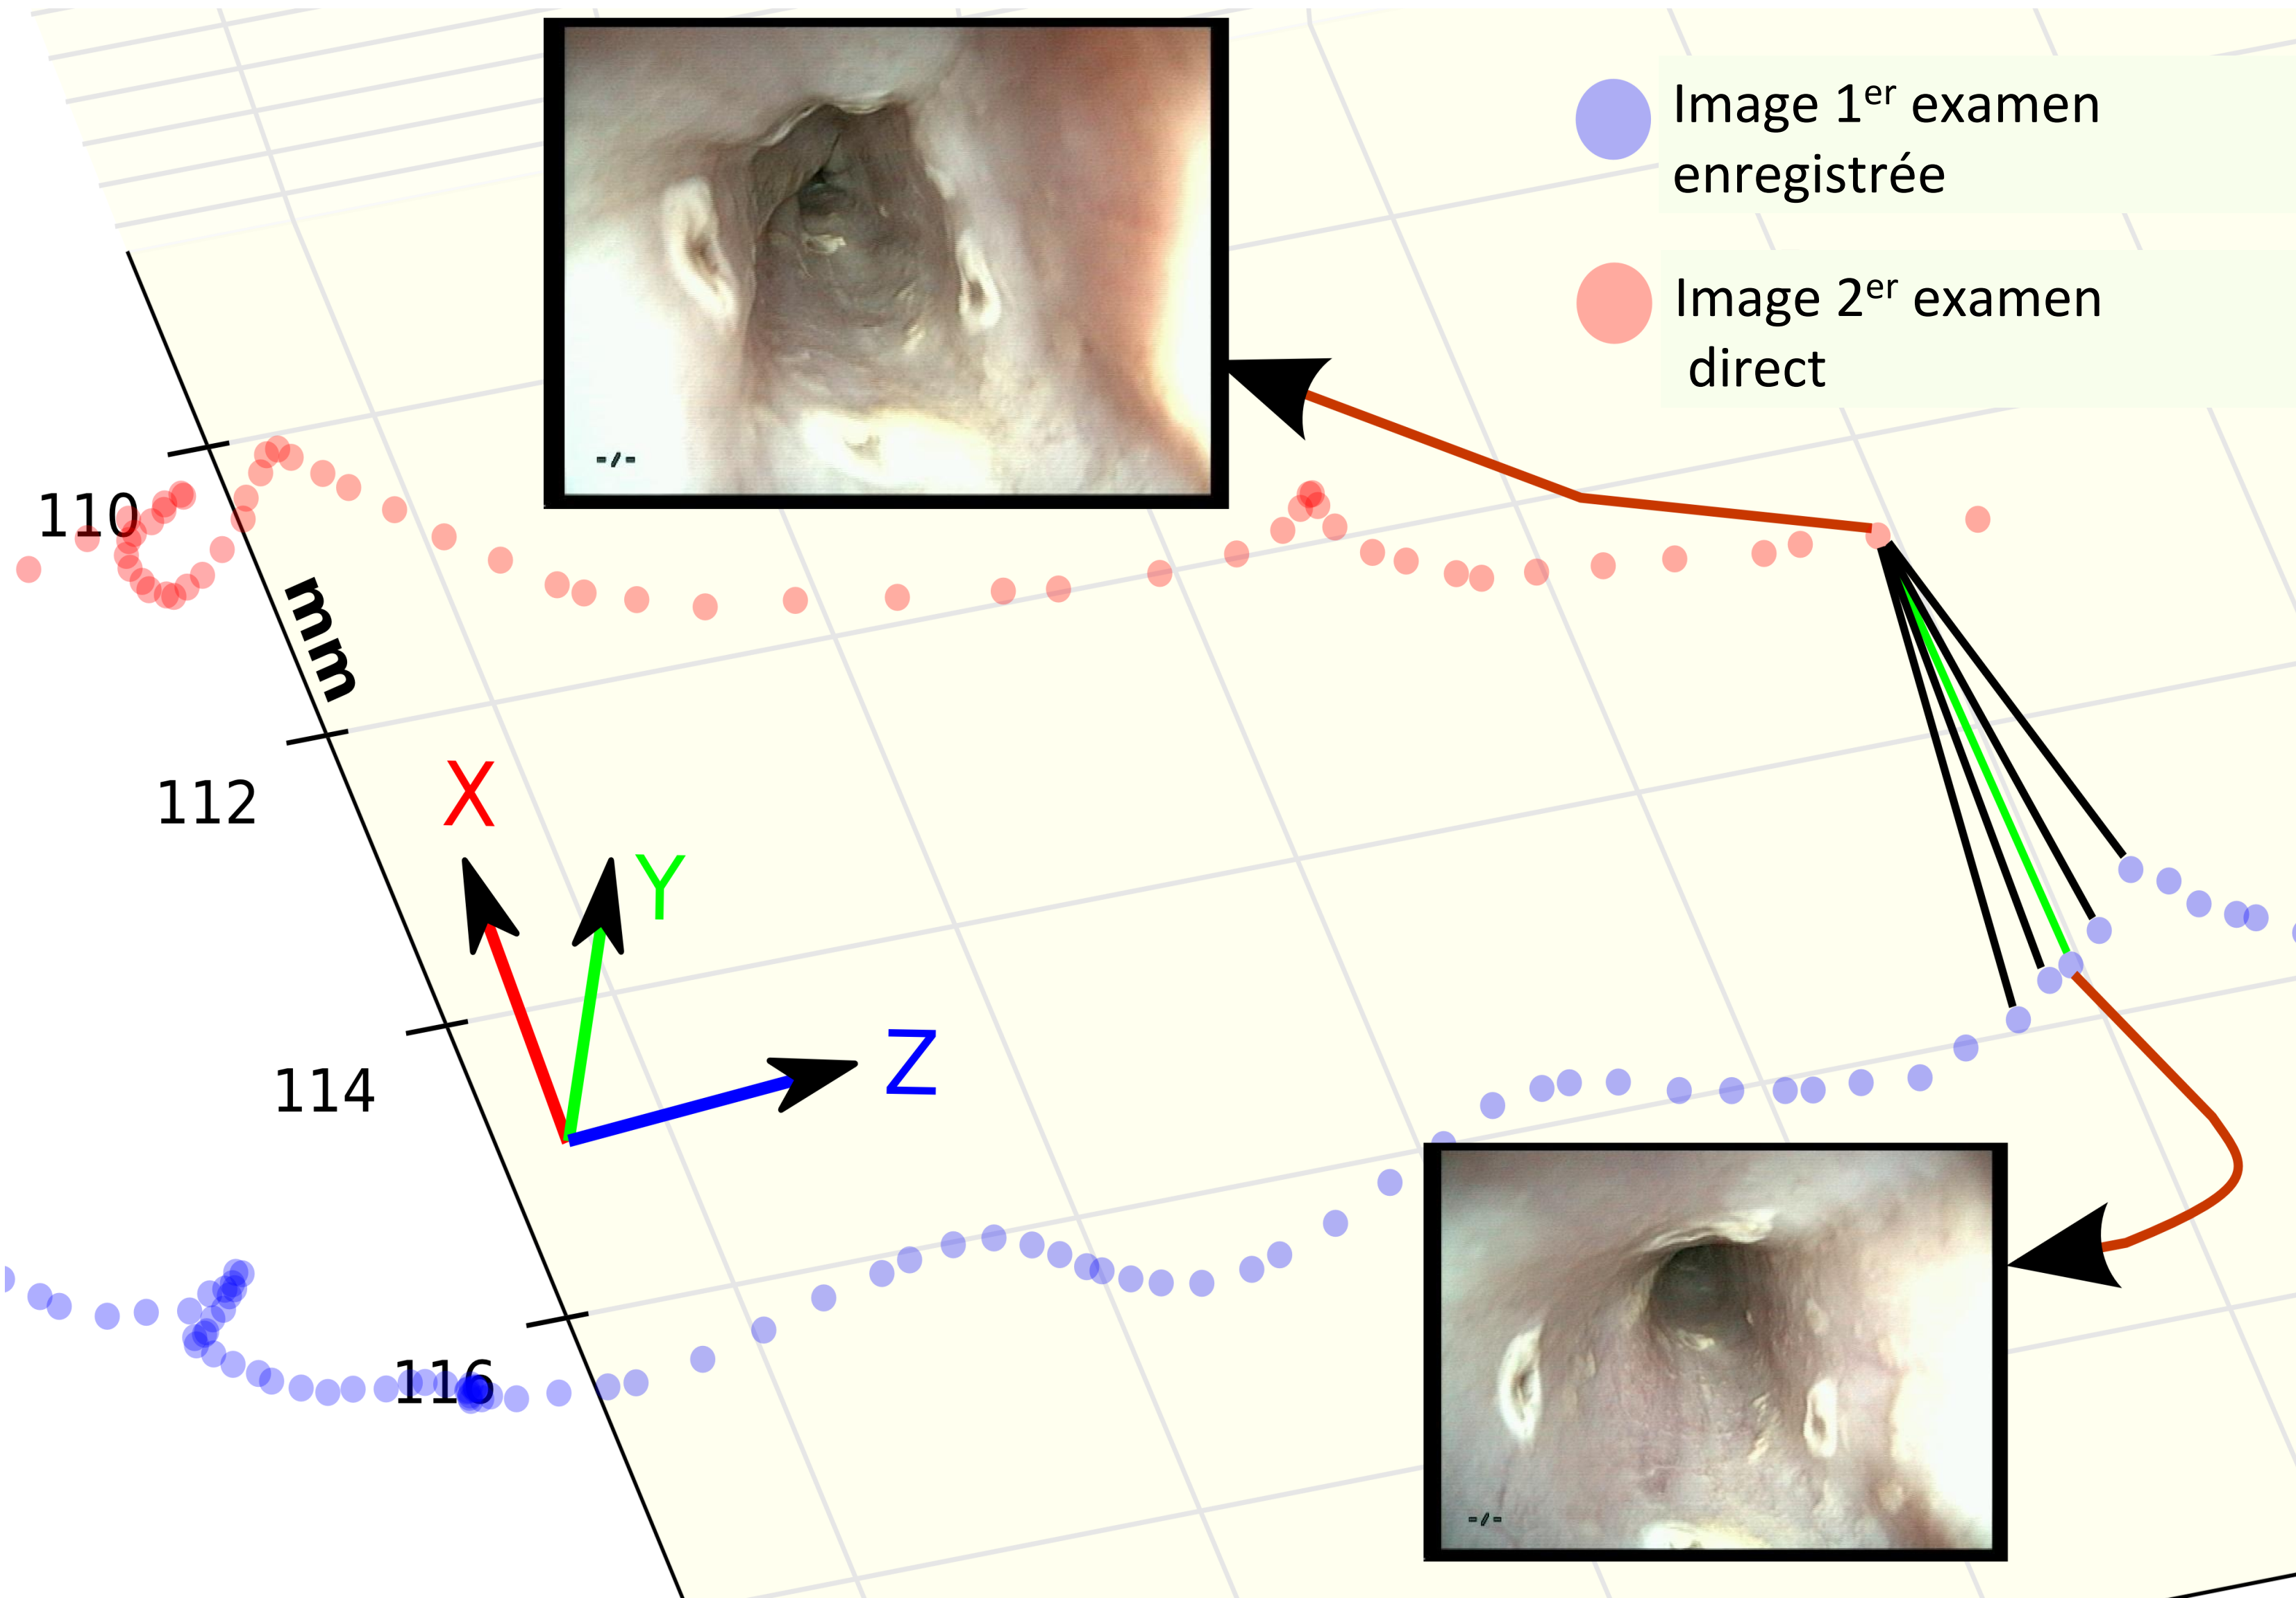 Image 1er examen
enregistrée
Image 2er examen
direct
-/-
110
mm
112
X
Y
Z
114
116
-/-